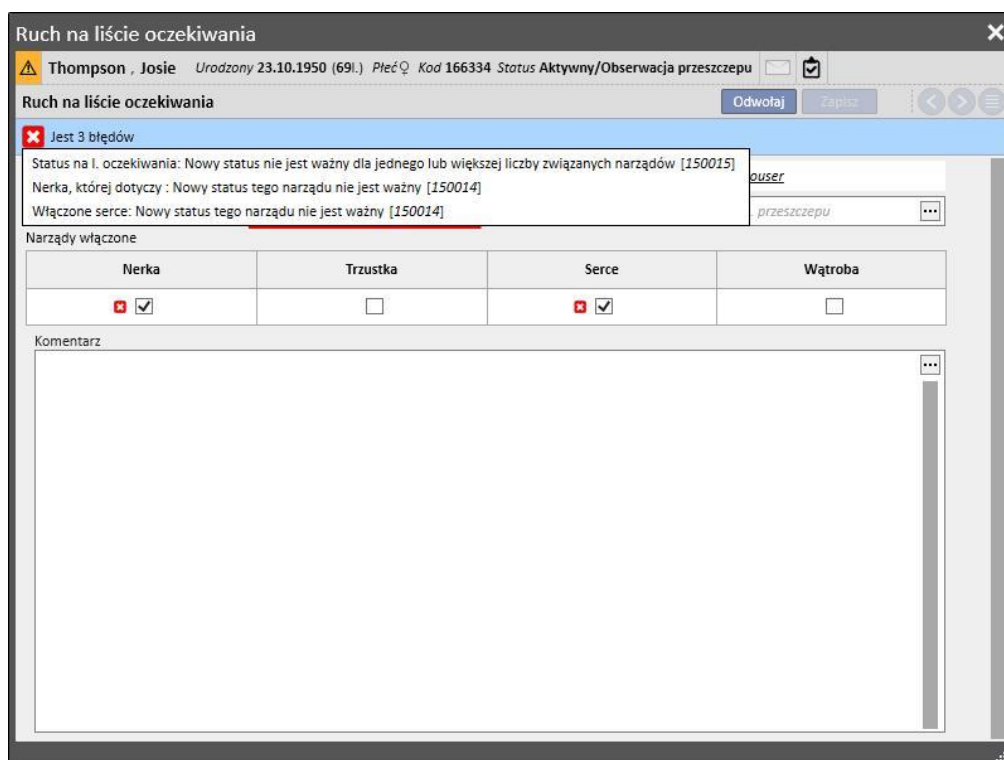 Ruch na liście oczekiwania
Thompson , Josie Urodzony 23.10.1950 (69l.) Płeć♀ Kod 166334 Status Aktywny/Obserwacja przeszczepu
Ruch na liście oczekiwania Odwołaj Zapisz
Jest 3 błędów
Status na l. oczekiwania: Nowy status nie jest ważny dla jednego lub większej liczby związanych narządów [150015]
Nerka, której dotyczy : Nowy status tego narządu nie jest ważny [150014]
Włączone serce: Nowy status tego narządu nie jest ważny [150014]
przeszczepu ...
Narządy włączone
Nerka Trzustka Serce Wątroba
Komentarz
...